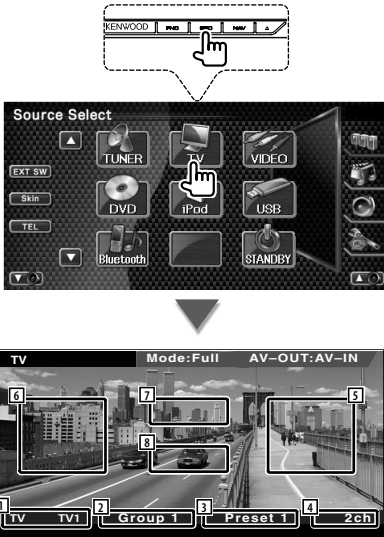 KENWOOD FNC SRC NAV ▲
Source Select
▲ TUNER TV VIDEO
EXT SW
Skin DVD iPod USB
TEL
▼ Bluetooth STANDBY
▼ ▲
TV Mode:Full AV-OUT:AV-IN
6 7 5
8
1 2 3 4
TV TV1 Group 1 Preset 1 2ch